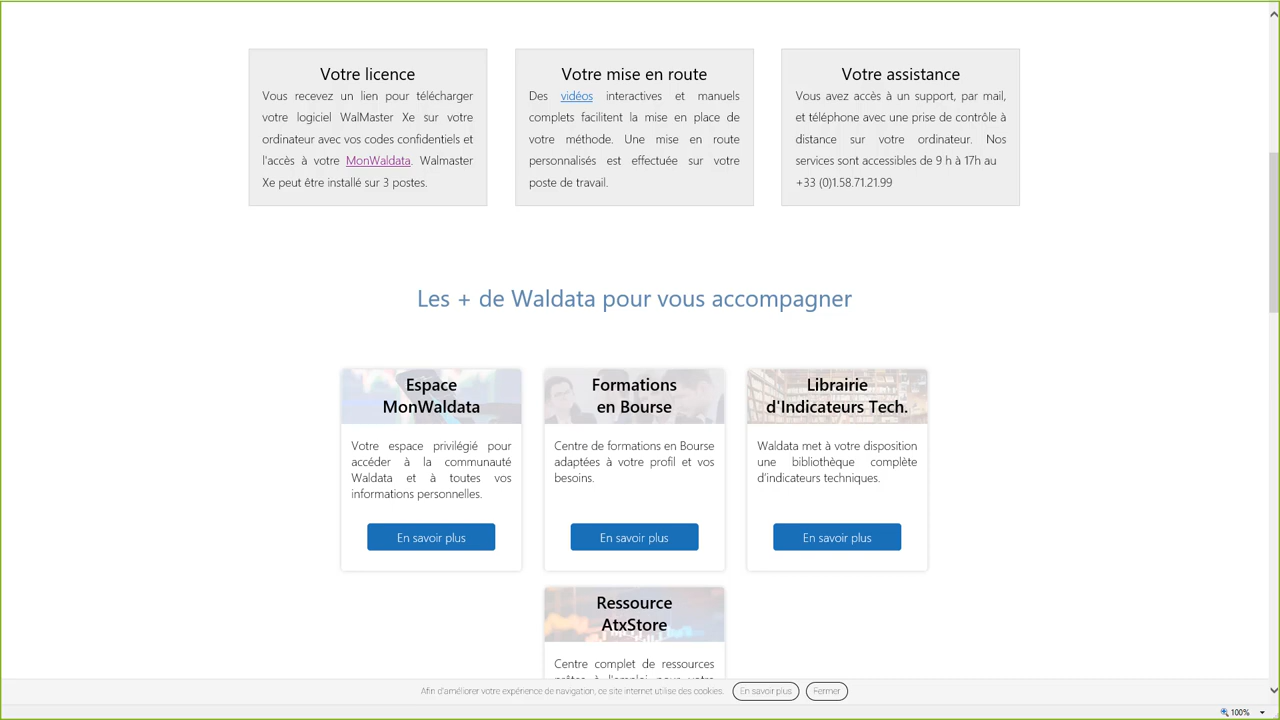 Votre licence
Vous recevez un lien pour télécharger
votre logiciel WalMaster Xe sur votre
ordinateur avec vos codes confidentiels et
l'accès à votre MonWaldata. Walmaster
Xe peut être installé sur 3 postes.
Votre mise en route
Des vidéos interactives et manuels
complets facilitent la mise en place de
votre méthode. Une mise en route
personnalisés est effectuée sur votre
poste de travail.
Votre assistance
Vous avez accès à un support, par mail,
et téléphone avec une prise de contrôle à
distance sur votre ordinateur. Nos
services sont accessibles de 9 h à 17h au
+33 (0)1.58.71.21.99
Les + de Waldata pour vous accompagner
Espace
MonWaldata
Votre espace privilégié pour
accéder à la communauté
Waldata et à toutes vos
informations personnelles.
En savoir plus
Formations
en Bourse
Centre de formations en Bourse
adaptées à votre profil et vos
besoins.
En savoir plus
Librairie
d'Indicateurs Tech.
Waldata met à votre disposition
une bibliothèque complète
d'indicateurs techniques.
En savoir plus
Ressource
AtxStore
Centre complet de ressources
prêtes à l'emploi pour votre
Afin d'améliorer votre expérience de navigation, ce site internet utilise des cookies.
En savoir plus
Fermer
100%